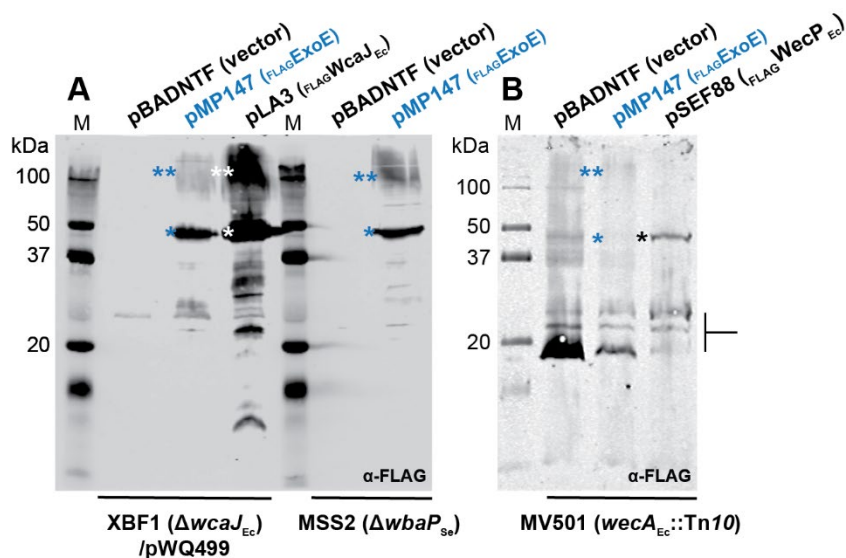 A
M
pBADNTF (vector)
pMP147 (FLAGExoE)
pLA3 (FLAGWcaJEc)
M
pBADNTF (vector)
pMP147 (FLAGExoE)
kDa
100
50
37
20
**
*
**
*
**
*
α-FLAG
XBF1 (ΔwcaJEc)
/pWQ499
MSS2 (ΔwbaPSe)
B
M
pBADNTF (vector)
pMP147 (FLAGExoE)
pSEF88 (FLAGWecPEc)
kDa
100
50
37
20
**
*
*
α-FLAG
MV501 (wecAEc::Tn10)